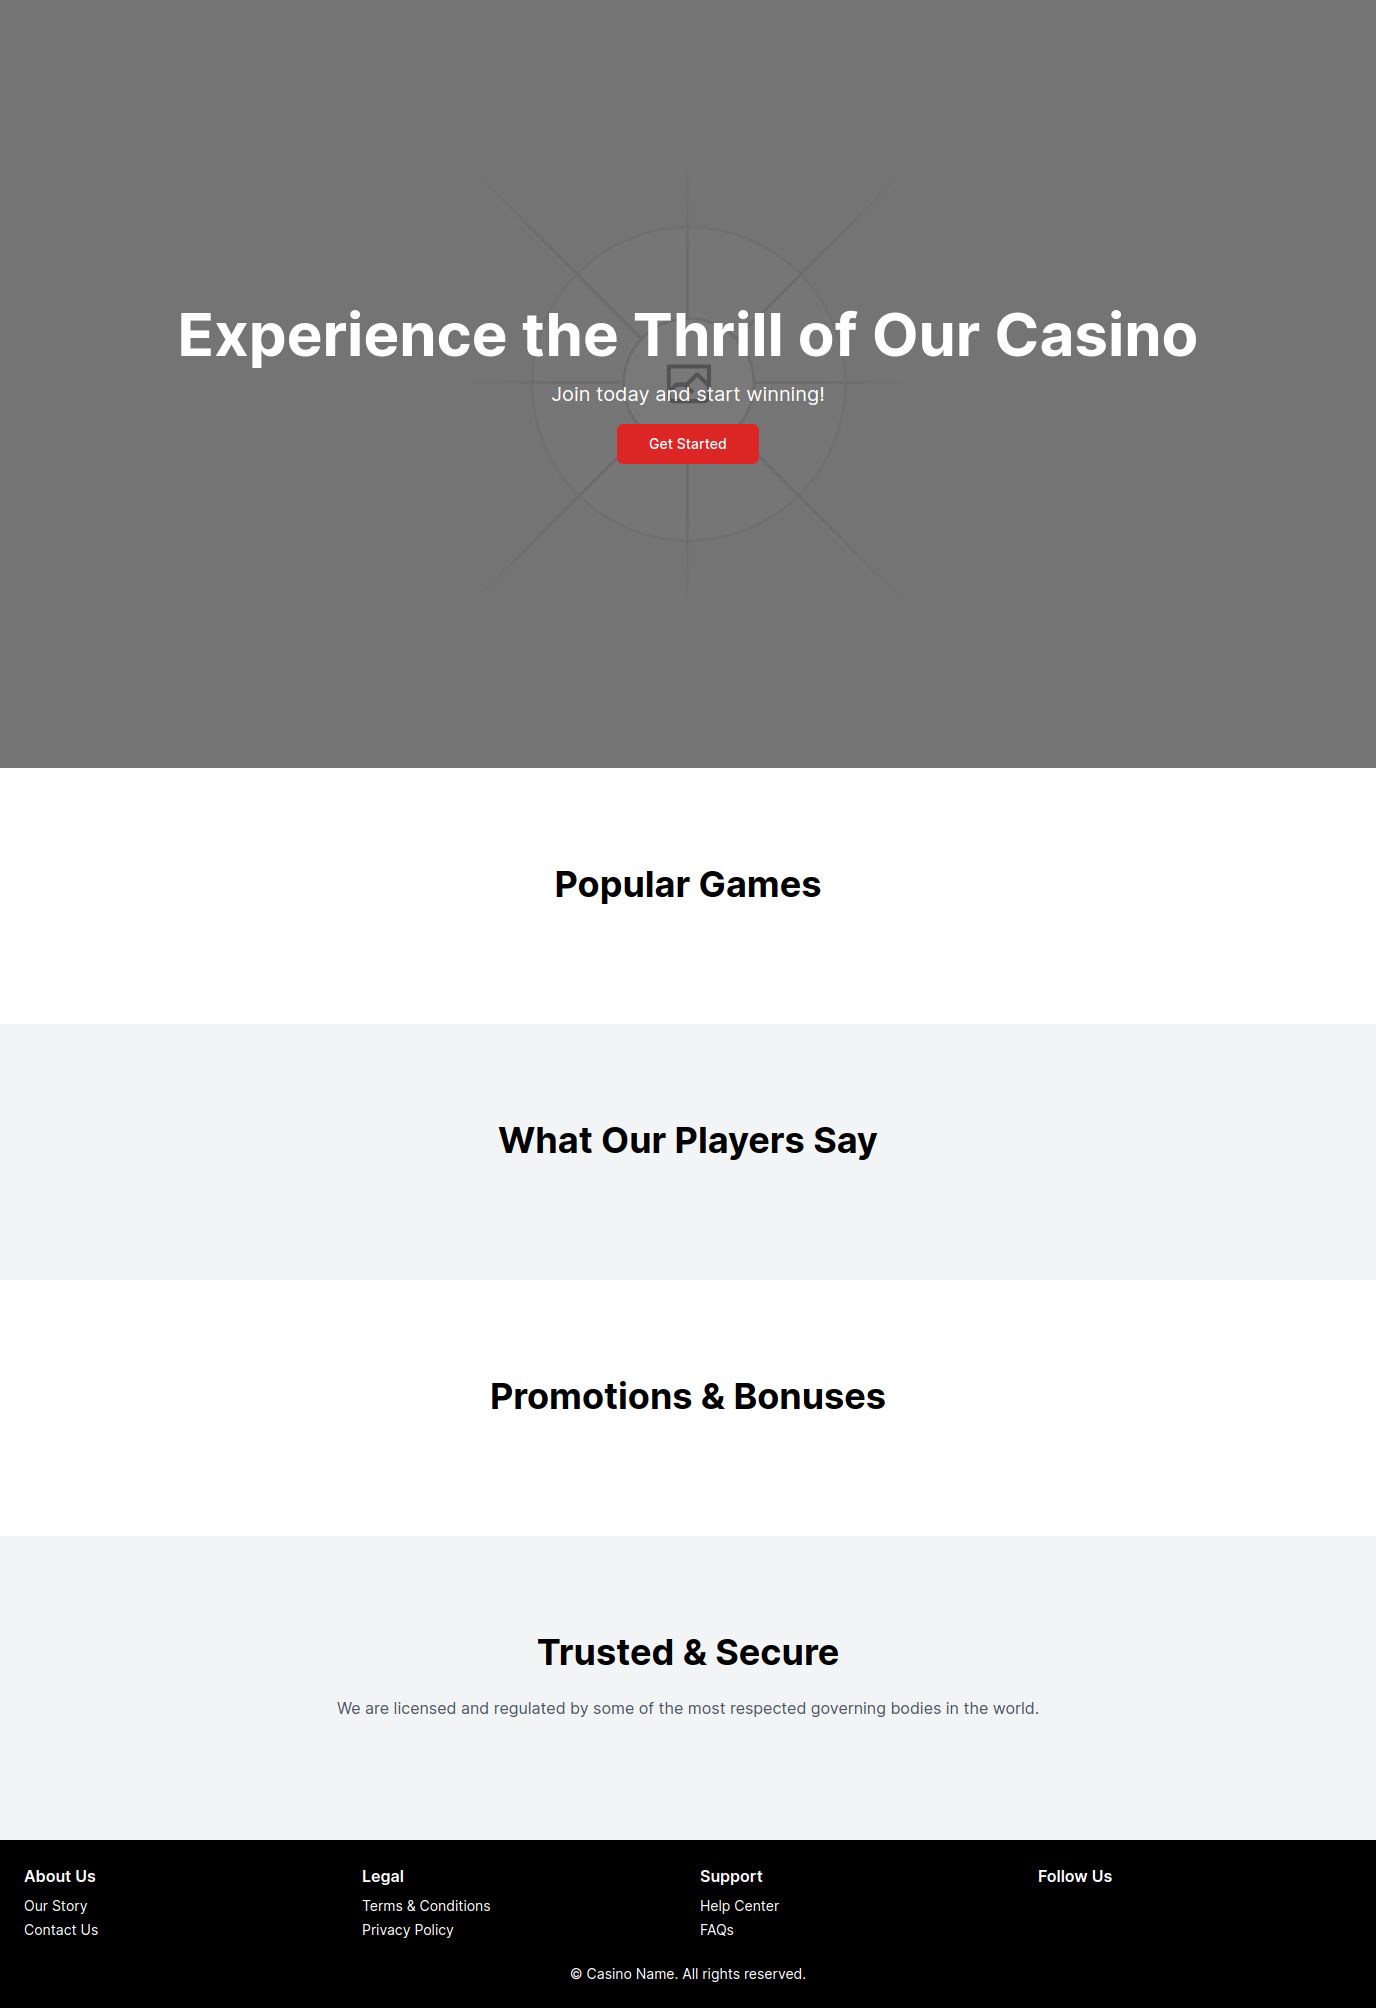 Experience the Thrill of Our Casino
Join today and start winning!
Get Started
Popular Games
What Our Players Say
Promotions & Bonuses
Trusted & Secure
We are licensed and regulated by some of the most respected governing bodies in the world.
About Us
Our Story
Contact Us
Legal
Terms & Conditions
Privacy Policy
Support
Help Center
FAQs
Follow Us
© Casino Name. All rights reserved.